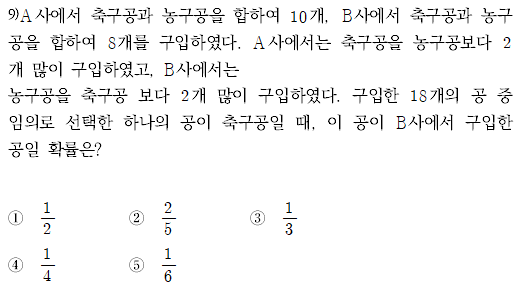 9)A사에서 축구공과 농구공을 합하여 10개, B사에서 축구공과 농구
공을 합하여 8개를 구입하였다. A사에서는 축구공을 농구공보다 2
개 많이 구입하였고, B사에서는
농구공을 축구공 보다 2개 많이 구입하였다. 구입한 18개의 공 중
임의로 선택한 하나의 공이 축구공일 때, 이 공이 B사에서 구입한
공일 확률은?
① 1/2 ② 2/5 ③ 1/3
④ 1/4 ⑤ 1/6